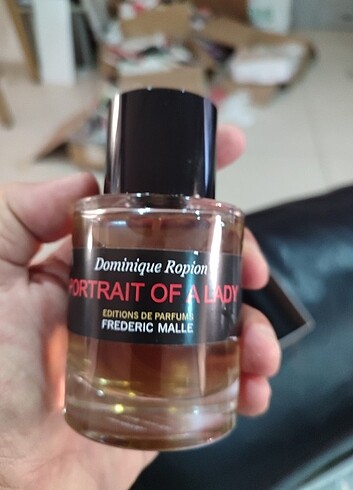 Dominique Ropion
PORTRAIT OF A LADY
EDITIONS DE PARFUMS
FREDERIC MALLE